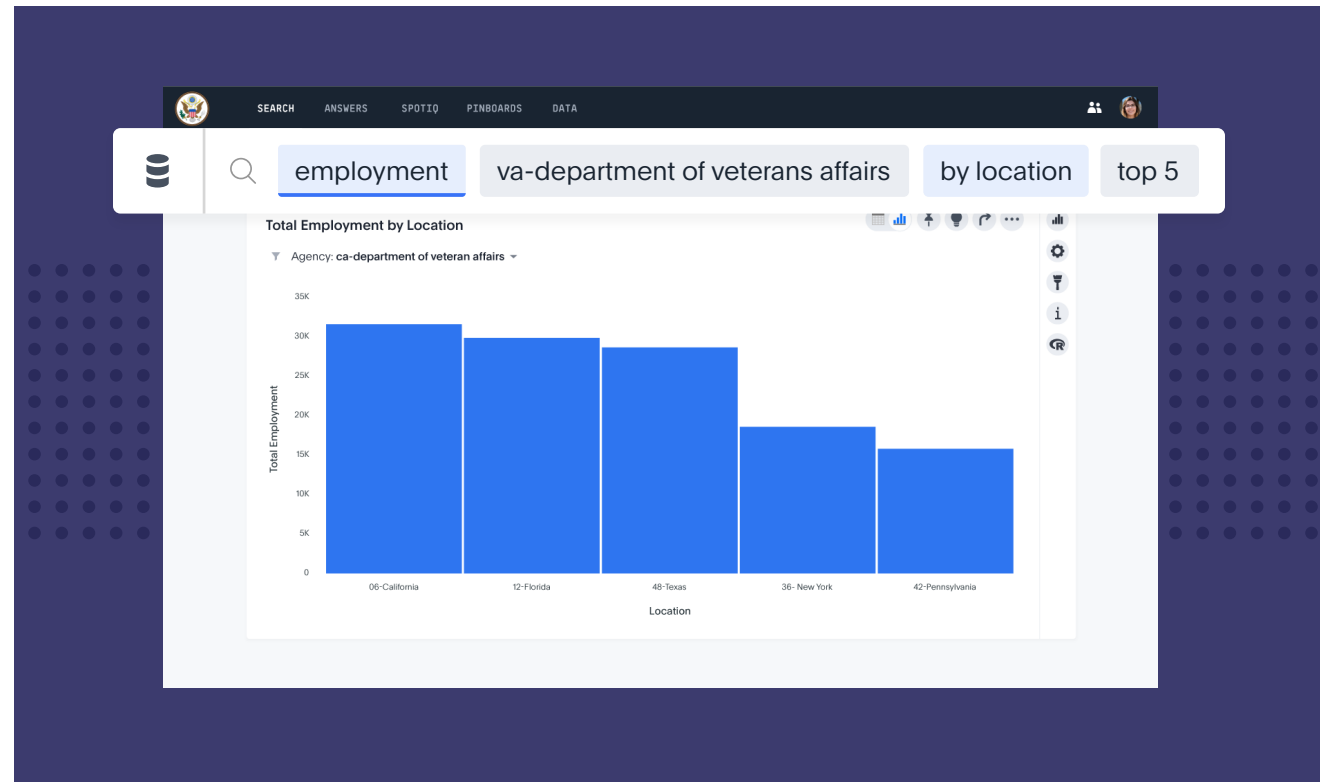 SEARCH ANSWERS SPOTIQ PINBOARDS DATA
employment va-department of veterans affairs by location top 5
Total Employment by Location
Agency: ca-department of veteran affairs
35K
30K
25K
20K
15K
10K
5K
0
Total Employment
06-California 12-Florida 48-Texas 36- New York 42-Pennsylvania
Location
i
R